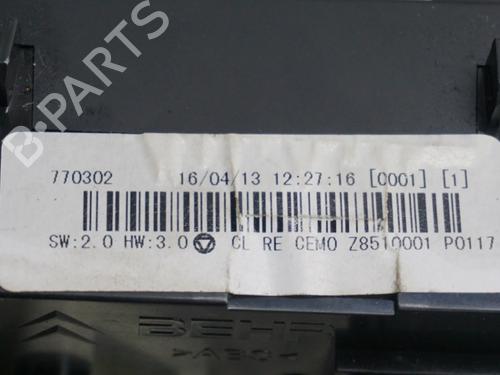 B-PARTS
770302 16/04/13 12:27:16 [0001] [1]
SW:2.0 HW:3.0 CL RE CEMO Z8510001 P0117
BEHR